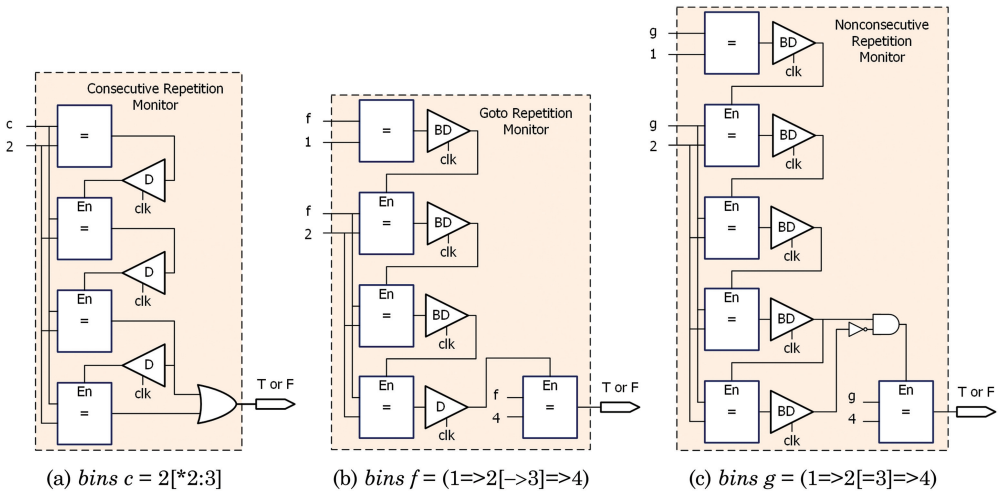 Consecutive Repetition
Monitor
c
2
=
D
clk
En
=
D
clk
En
=
D
clk
En
=
T or F
(a) bins c = 2[*2:3]
Goto Repetition
Monitor
f
1
=
BD
clk
f
2
En
=
BD
clk
En
=
BD
clk
En
=
D
clk
f
4
En
=
T or F
(b) bins f = (1=>2[–>3]=>4)
Nonconsecutive
Repetition
Monitor
g
1
=
BD
clk
g
2
En
=
BD
clk
En
=
BD
clk
En
=
BD
clk
En
=
BD
clk
g
4
En
=
T or F
(c) bins g = (1=>2[=3]=>4)